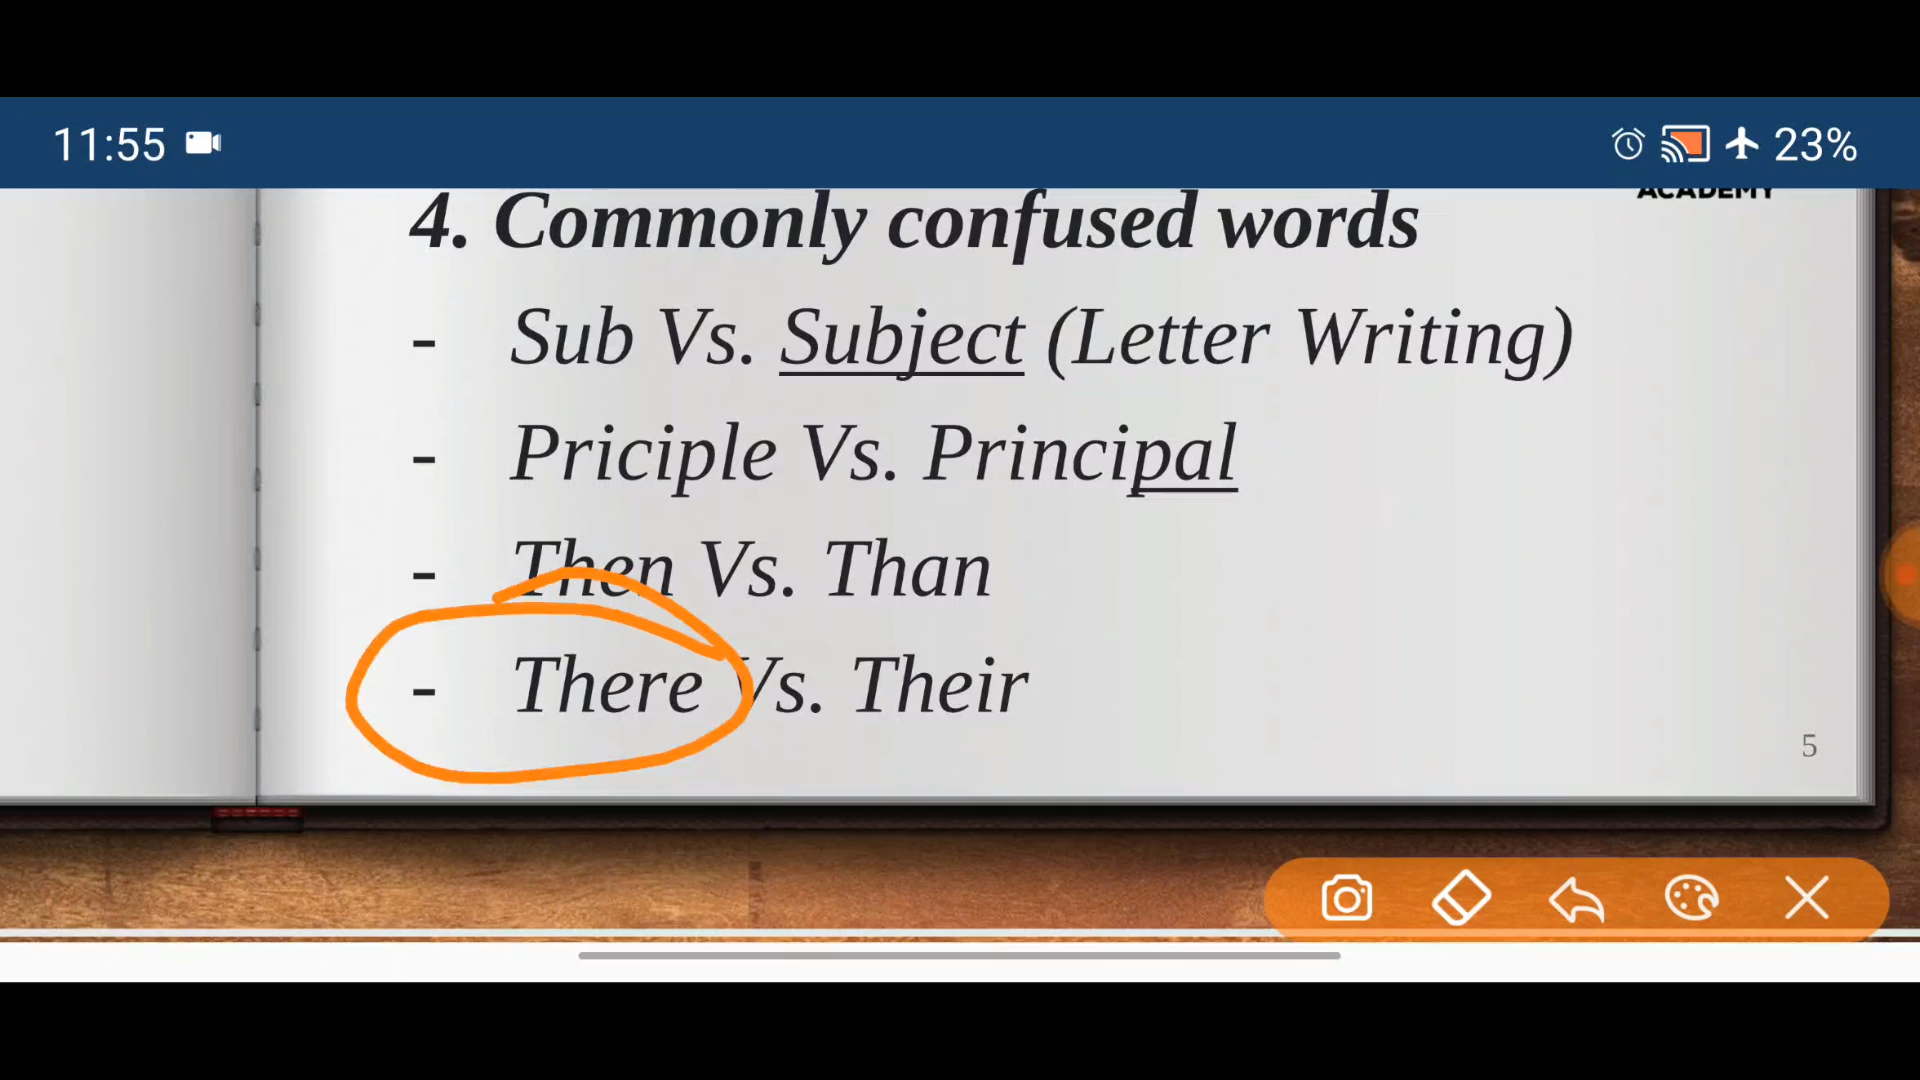 11:55 23%
ACADEMY
4. Commonly confused words
- Sub Vs. Subject (Letter Writing)
- Priciple Vs. Principal
- Then Vs. Than
- There Vs. Their
5